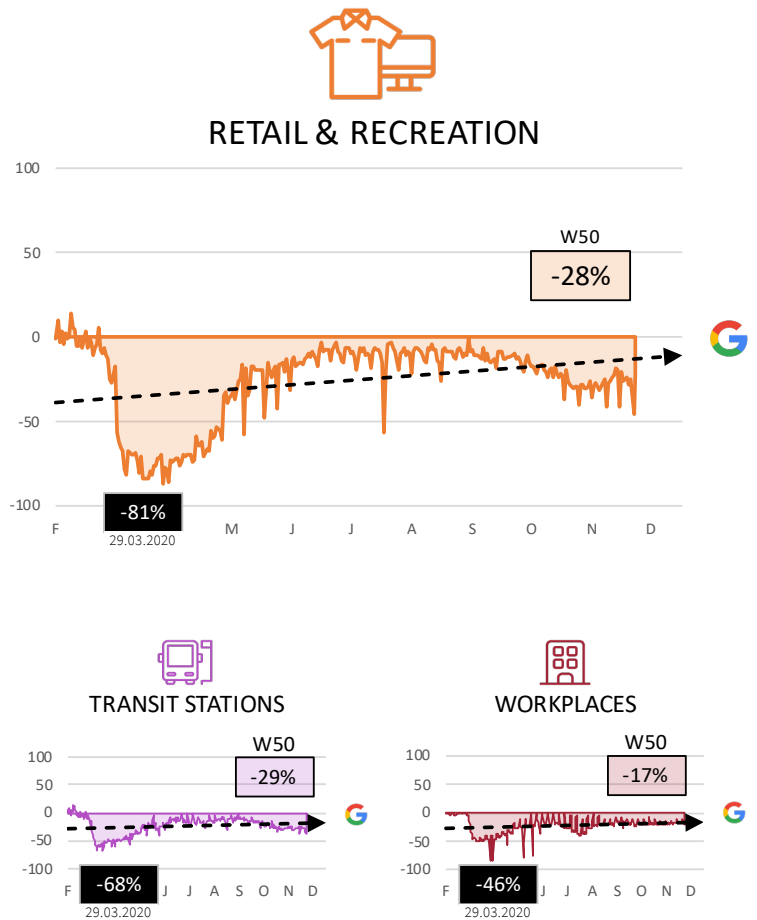 RETAIL & RECREATION
100
W50
50
-28%
0
-50
-100
-81%
F M J J A S O N D
29.03.2020
TRANSIT STATIONS
W50
100
-29%
50
0
-50
-100
-68%
F J J A S O N D
29.03.2020
WORKPLACES
W50
100
-17%
50
0
-50
-100
-46%
F J J A S O N D
29.03.2020